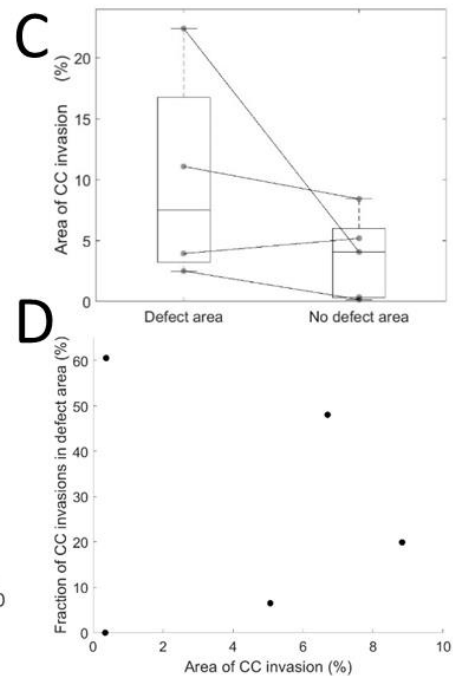 C
Area of CC invasion (%)
20
15
10
5
0
Defect area
No defect area
D
Fraction of CC invasions in defect area (%)
60
50
40
30
20
10
0
0
0 2 4 6 8 10
Area of CC invasion (%)